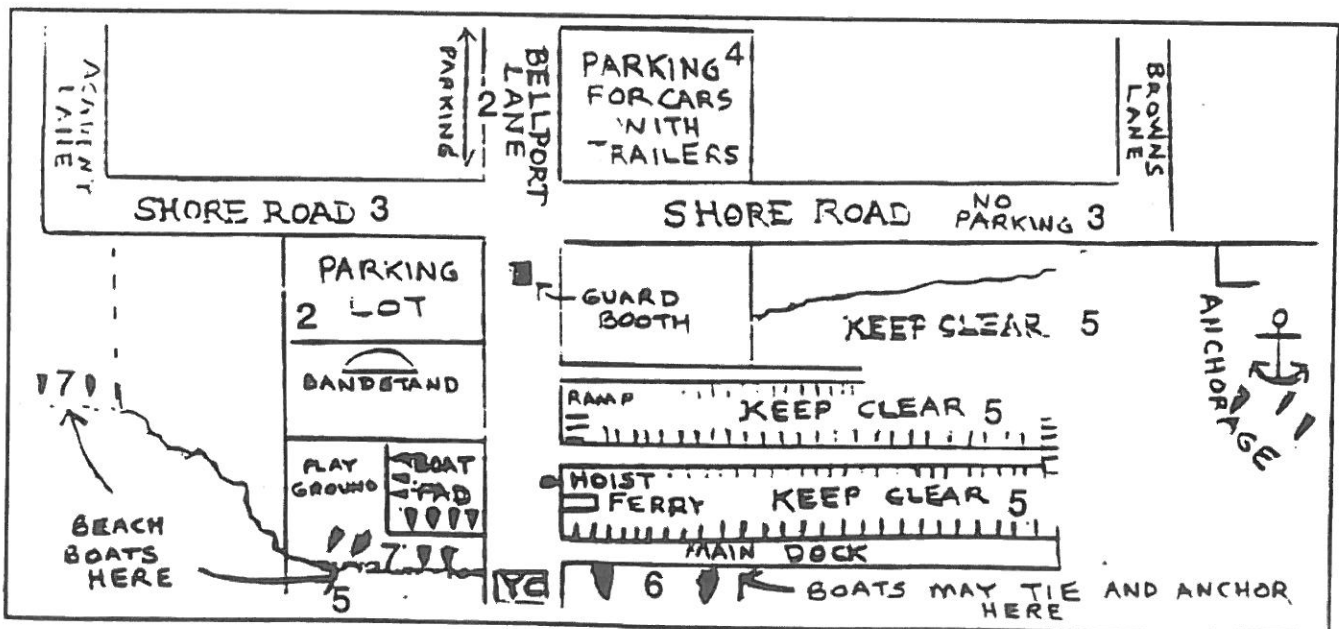 LANE
PARKING
2
BELLPORT
LANE
PARKING 4
FOR CARS
WITH
TRAILERS
BROWNS
LANE
SHORE ROAD 3
SHORE ROAD
NO
PARKING 3
PARKING
LOT
2
GUARD
BOOTH
KEEP CLEAR 5
ANCHORAGE
BANDSTAND
7
RAMP
KEEP CLEAR 5
PLAY
GROUND
BOAT
PAD
HOIST
FERRY
KEEP CLEAR 5
BEACH
BOATS
HERE
MAIN DOCK
7
5
YC
6
BOATS MAY TIE AND ANCHOR
HERE